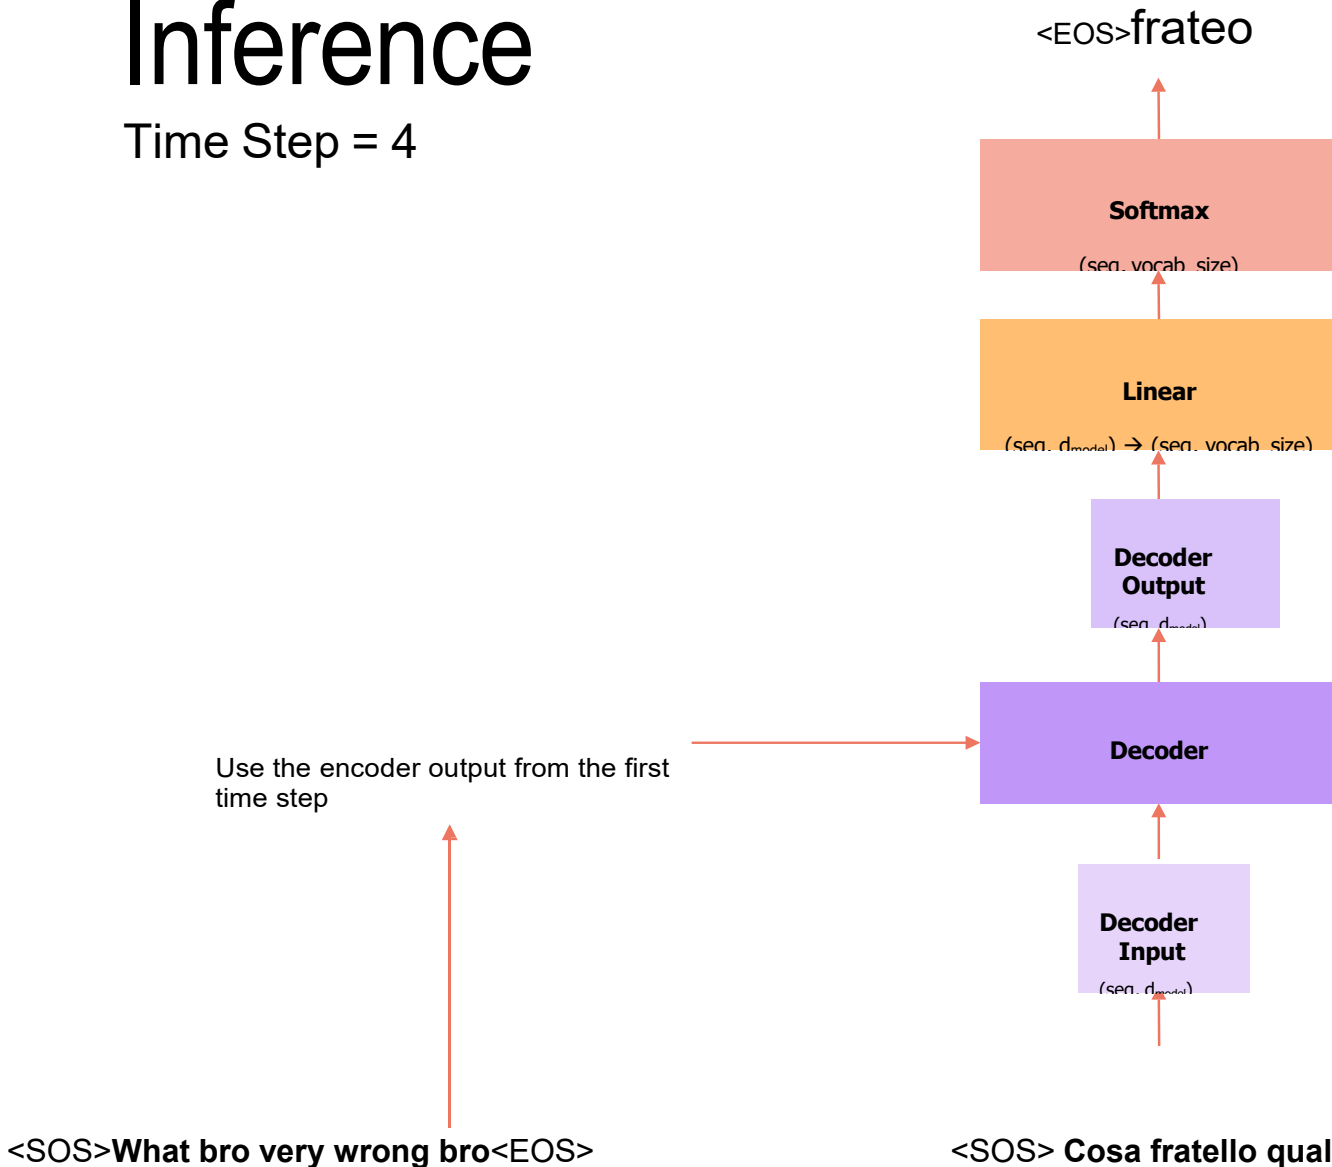 Inference
Time Step = 4
<EOS>frateo
Softmax
(seq, vocab_size)
Linear
(seq, dmodel) → (seq, vocab_size)
Decoder
Output
(seq, dmodel)
Decoder
Use the encoder output from the first
time step
Decoder
Input
(seq, dmodel)
<SOS>What bro very wrong bro<EOS>
<SOS> Cosa fratello qual